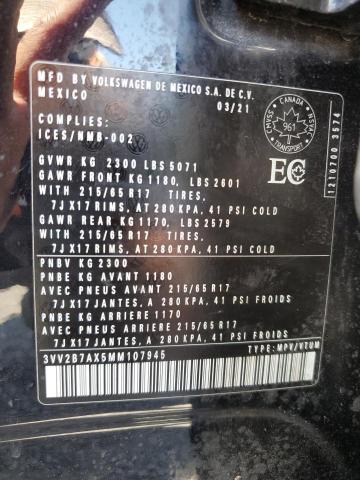 MFD BY VOLKSWAGEN DE MEXICO S.A. DE C.V.
MEXICO 03/21
COMPLIES:
ICES/NMB-002
CMVSS CANADA NSVAC
961
TRANSPORT
EC
12107003574
GVWR KG 2300 LBS 5071
GAWR FRONT KG 1180, LBS 2601
WITH 215/65 R17 TIRES,
7J X17 RIMS, AT 280 KPA, 41 PSI COLD
GAWR REAR KG 1170, LBS 2579
WITH 215/65 R17 TIRES,
7J X17 RIMS, AT 280 KPA, 41 PSI COLD
PNBV KG 2300
PNBE KG AVANT 1180
AVEC PNEUS AVANT 215/65 R17
7J X17 JANTES, A 280 KPA, 41 PSI FROIDS
PNBE KG ARRIERE 1170
AVEC PNEUS ARRIERE 215/65 R17
7J X17 JANTES, A 280 KPA, 41 PSI FROIDS
3VV2B7AX5MM107945 TYPE: MPV/VTUM